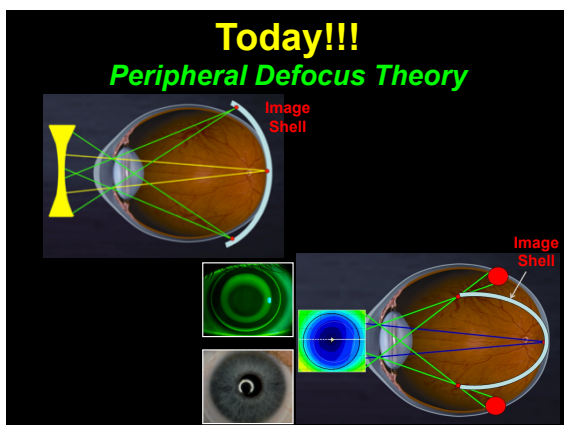 Today!!!
Peripheral Defocus Theory
Image
Shell
Image
Shell